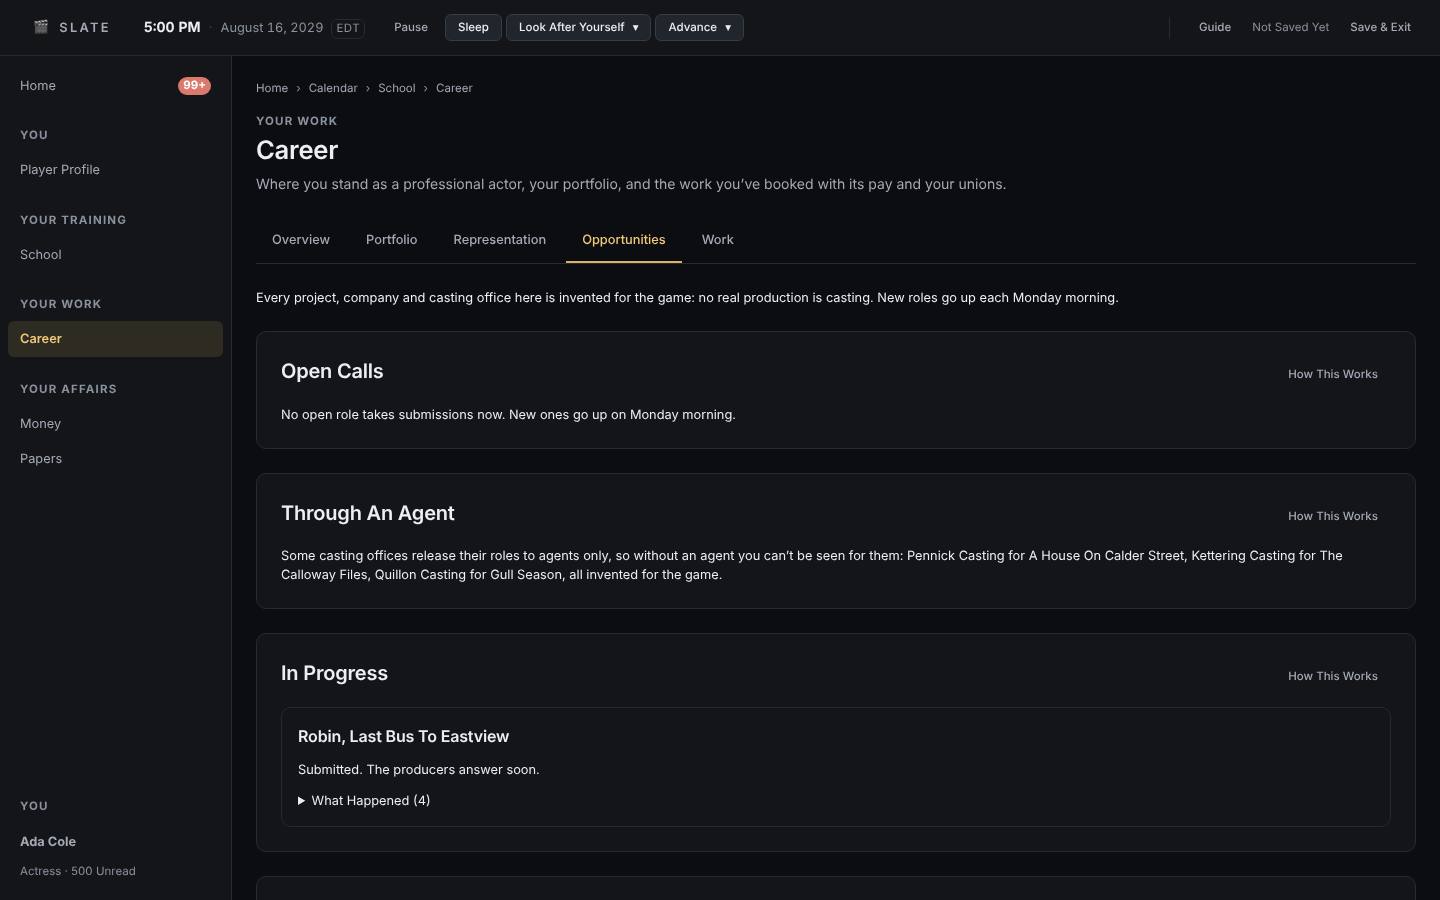 SLATE
5:00 PM · August 16, 2029 EDT
Pause
Sleep
Look After Yourself ▾
Advance ▾
Guide
Not Saved Yet
Save & Exit
Home
99+
YOU
Player Profile
YOUR TRAINING
School
YOUR WORK
Career
YOUR AFFAIRS
Money
Papers
YOU
Ada Cole
Actress · 500 Unread
Home › Calendar › School › Career
YOUR WORK
Career
Where you stand as a professional actor, your portfolio, and the work you’ve booked with its pay and your unions.
Overview
Portfolio
Representation
Opportunities
Work
Every project, company and casting office here is invented for the game: no real production is casting. New roles go up each Monday morning.
Open Calls
How This Works
No open role takes submissions now. New ones go up on Monday morning.
Through An Agent
How This Works
Some casting offices release their roles to agents only, so without an agent you can’t be seen for them: Pennick Casting for A House On Calder Street, Kettering Casting for The
Calloway Files, Quillon Casting for Gull Season, all invented for the game.
In Progress
How This Works
Robin, Last Bus To Eastview
Submitted. The producers answer soon.
▶ What Happened (4)